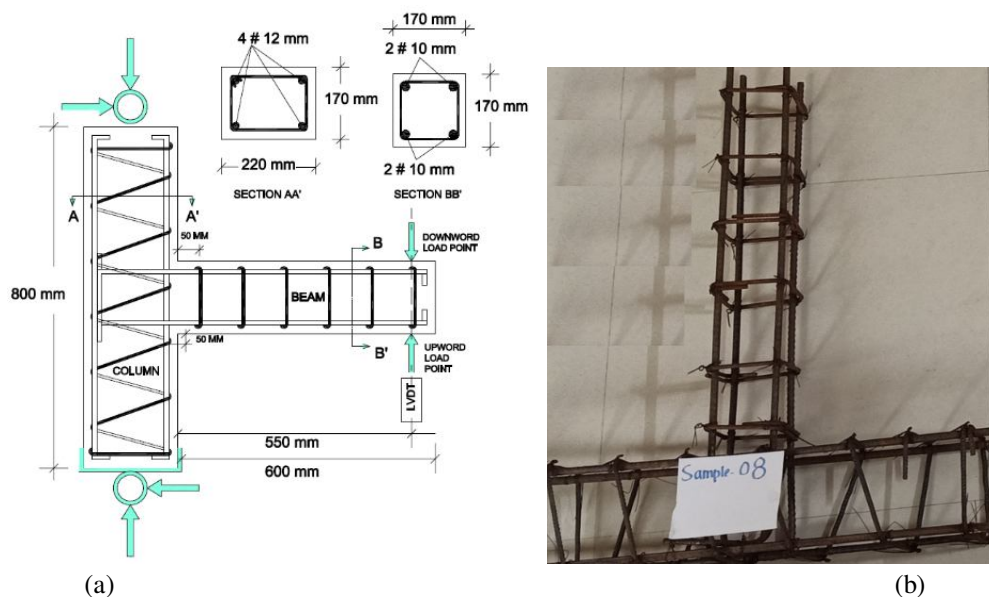 4 # 12 mm
170 mm
220 mm
SECTION AA'
170 mm
2 # 10 mm
170 mm
2 # 10 mm
SECTION BB'
A
A'
50 MM
B
DOWNWORD
LOAD POINT
800 mm
BEAM
50 MM
B'
UPWORD
LOAD
POINT
COLUMN
LVDT
550 mm
600 mm
Sample-08
(a)
(b)